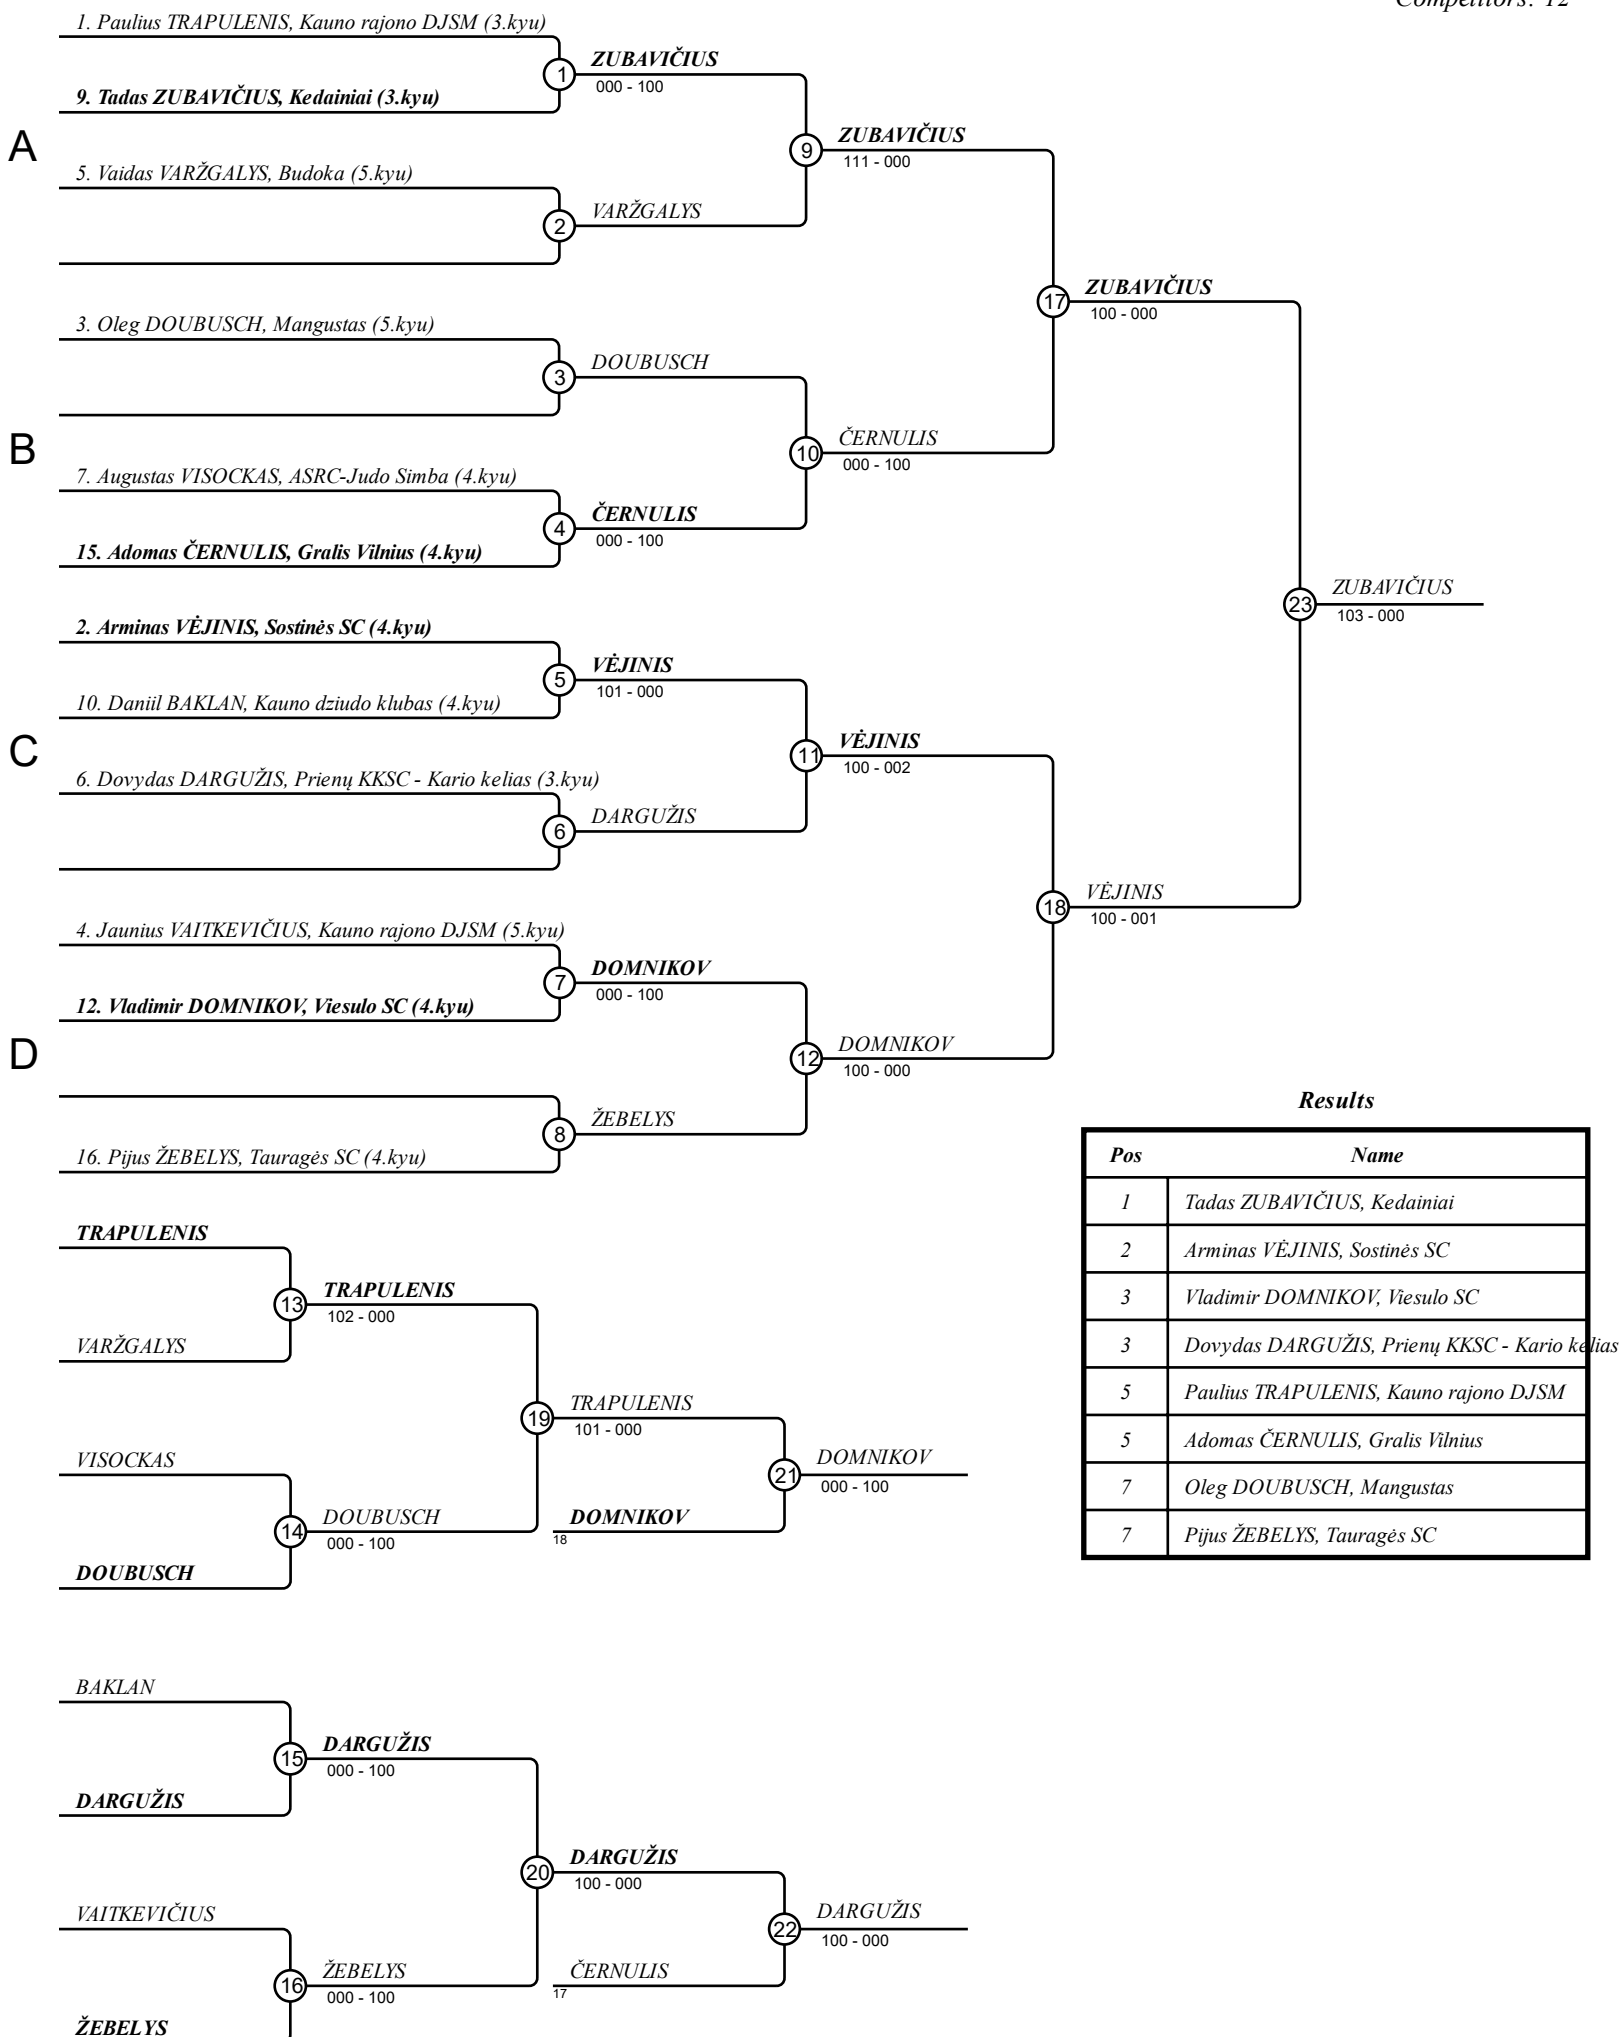 Competitors: 12
1. Paulius TRAPULENIS, Kauno rajono DJSM (3.kyu)
1
ZUBAVIČIUS
000 - 100
9. Tadas ZUBAVIČIUS, Kedainiai (3.kyu)
A
9
ZUBAVIČIUS
111 - 000
5. Vaidas VARŽGALYS, Budoka (5.kyu)
2
VARŽGALYS
17
ZUBAVIČIUS
100 - 000
3. Oleg DOUBUSCH, Mangustas (5.kyu)
3
DOUBUSCH
B
10
ČERNULIS
000 - 100
7. Augustas VISOCKAS, ASRC-Judo Simba (4.kyu)
4
ČERNULIS
000 - 100
15. Adomas ČERNULIS, Gralis Vilnius (4.kyu)
23
ZUBAVIČIUS
103 - 000
2. Arminas VĖJINIS, Sostinės SC (4.kyu)
5
VĖJINIS
101 - 000
10. Daniil BAKLAN, Kauno dziudo klubas (4.kyu)
C
11
VĖJINIS
100 - 002
6. Dovydas DARGUŽIS, Prienų KKSC - Kario kelias (3.kyu)
6
DARGUŽIS
18
VĖJINIS
100 - 001
4. Jaunius VAITKEVIČIUS, Kauno rajono DJSM (5.kyu)
7
DOMNIKOV
000 - 100
12. Vladimir DOMNIKOV, Viesulo SC (4.kyu)
D
12
DOMNIKOV
100 - 000
8
ŽEBELYS
16. Pijus ŽEBELYS, Tauragės SC (4.kyu)
Results
Pos Name
1 Tadas ZUBAVIČIUS, Kedainiai
2 Arminas VĖJINIS, Sostinės SC
3 Vladimir DOMNIKOV, Viesulo SC
3 Dovydas DARGUŽIS, Prienų KKSC - Kario kelias
5 Paulius TRAPULENIS, Kauno rajono DJSM
5 Adomas ČERNULIS, Gralis Vilnius
7 Oleg DOUBUSCH, Mangustas
7 Pijus ŽEBELYS, Tauragės SC
TRAPULENIS
13
TRAPULENIS
102 - 000
VARŽGALYS
19
TRAPULENIS
101 - 000
VISOCKAS
14
DOUBUSCH
000 - 100
DOUBUSCH
21
DOMNIKOV
000 - 100
DOMNIKOV
18
BAKLAN
15
DARGUŽIS
000 - 100
DARGUŽIS
20
DARGUŽIS
100 - 000
VAITKEVIČIUS
16
ŽEBELYS
000 - 100
ŽEBELYS
22
DARGUŽIS
100 - 000
ČERNULIS
17